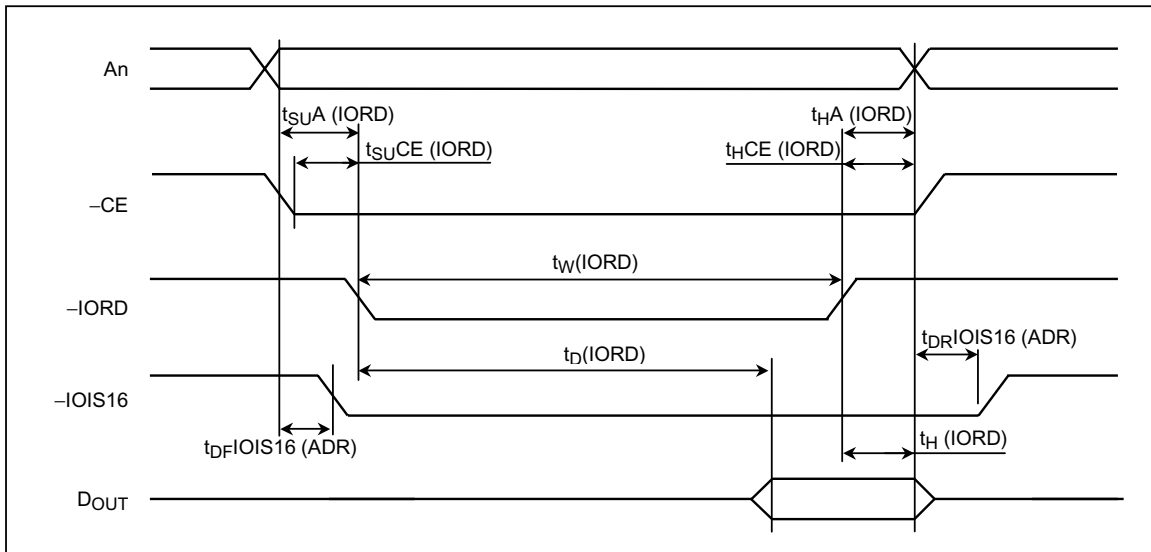 An
tSUA (IORD)
tHA (IORD)
tSUCE (IORD)
tHCE (IORD)
–CE
tW(IORD)
–IORD
tDRIOIS16 (ADR)
tD(IORD)
–IOIS16
tDFIOIS16 (ADR)
tH (IORD)
DOUT